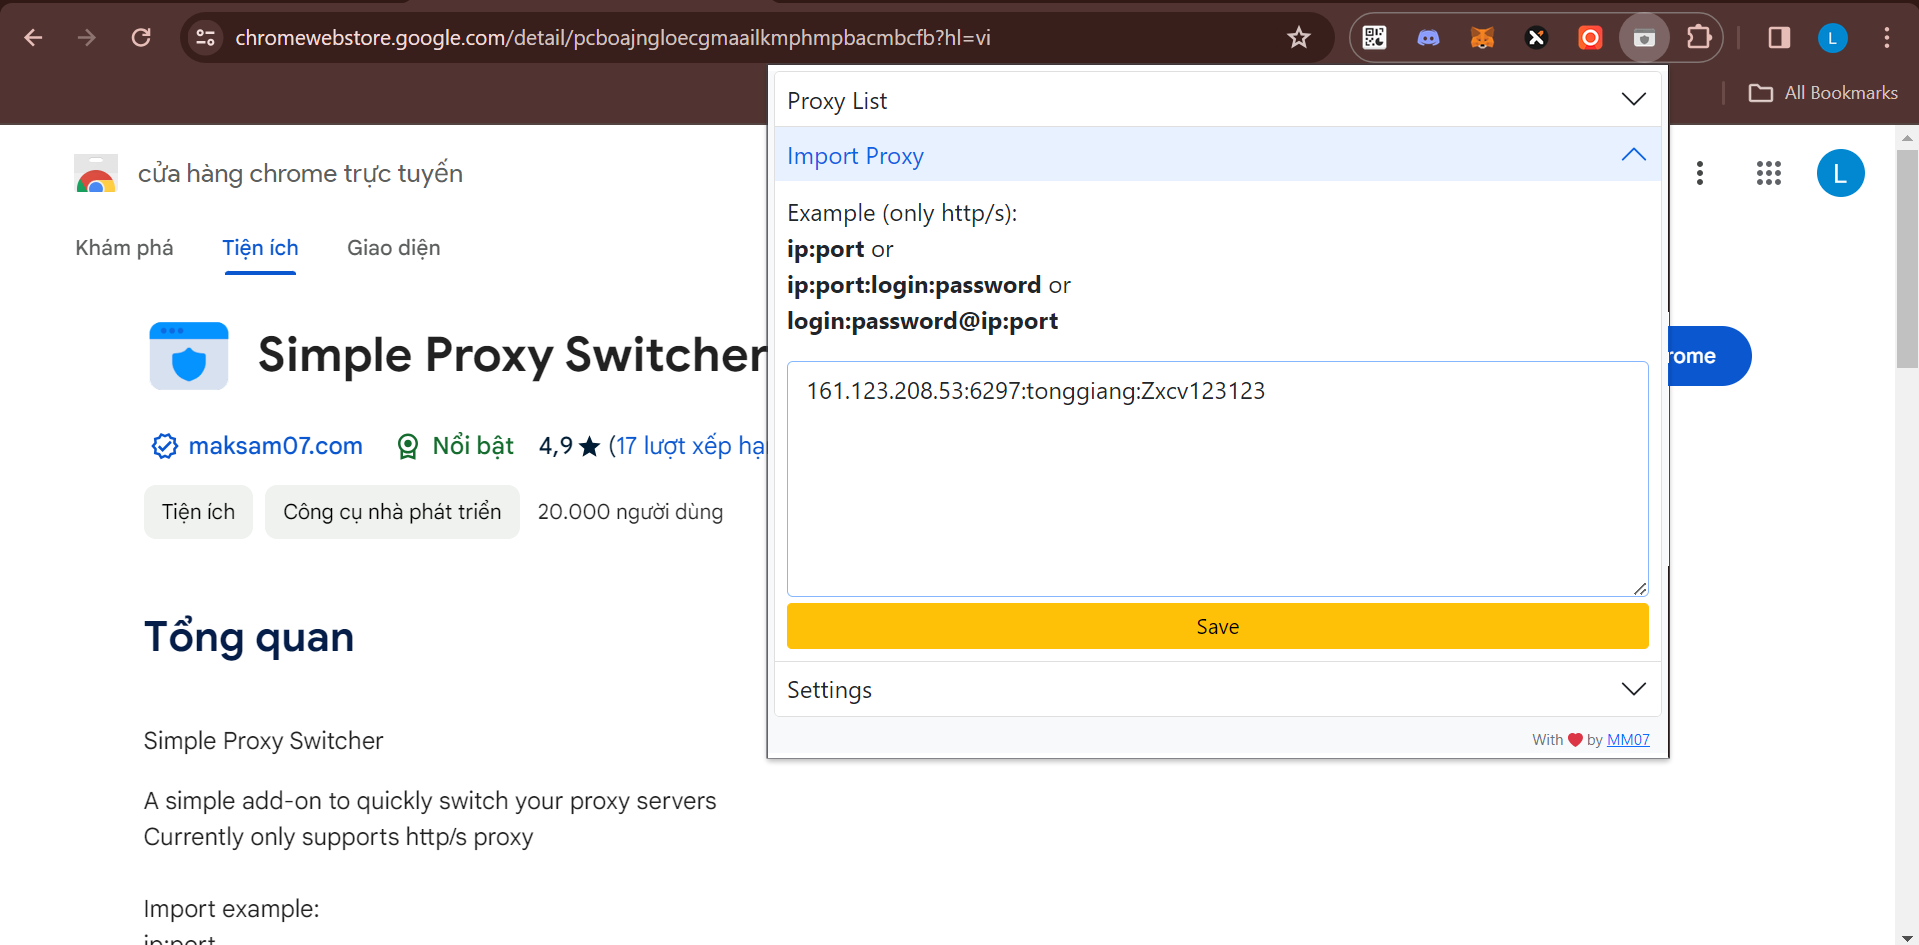 chromewebstore.google.com/detail/pcboajngloecgmaailkmphmpbacmbcfb?hl=vi
L
All Bookmarks
cửa hàng chrome trực tuyến
L
Khám phá
Tiện ích
Giao diện
Simple Proxy Switcher
rome
maksam07.com
Nổi bật
4,9 ★ (17 lượt xếp hạ
Tiện ích
Công cụ nhà phát triển
20.000 người dùng
Tổng quan
Simple Proxy Switcher
A simple add-on to quickly switch your proxy servers
Currently only supports http/s proxy
Import example:
ip:port
Proxy List
Import Proxy
Example (only http/s):
ip:port or
ip:port:login:password or
login:password@ip:port
161.123.208.53:6297:tonggiang:Zxcv123123
Save
Settings
With ❤ by MM07